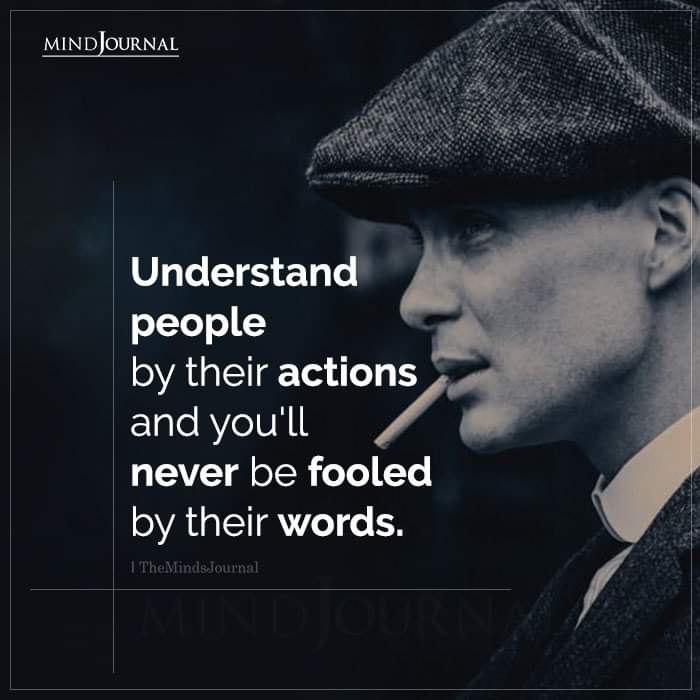 MINDJOURNAL
Understand
people
by their actions
and you'll
never be fooled
by their words.
| TheMindsJournal
MINDJOURNAL